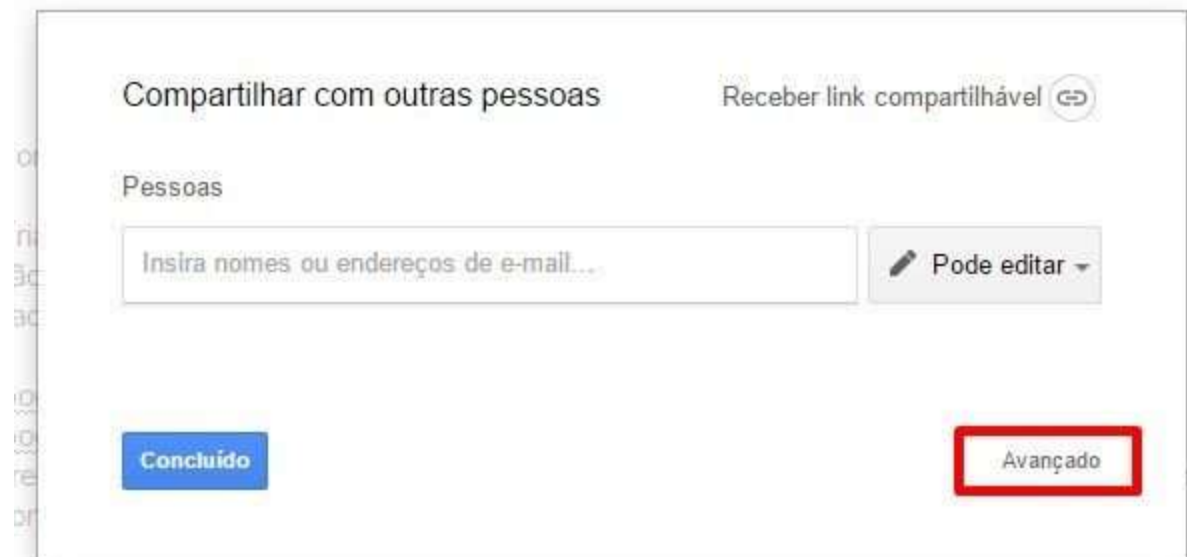 Compartilhar com outras pessoas
Receber link compartilhável
Pessoas
Insira nomes ou endereços de e-mail...
Pode editar
Concluído
Avançado